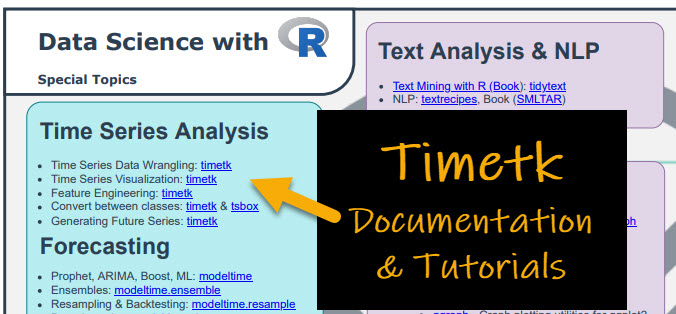 Data Science with R
Special Topics
Time Series Analysis
Time Series Data Wrangling: timetk
Time Series Visualization: timetk
Feature Engineering: timetk
Convert between classes: timetk & tsbox
Generating Future Series: timetk
Forecasting
Prophet, ARIMA, Boost, ML: modeltime
Ensembles: modeltime.ensemble
Resampling & Backtesting: modeltime.resample
Text Analysis & NLP
Text Mining with R (Book): tidytext
NLP: textrecipes, Book (SMLTAR)
Timetk
Documentation
& Tutorials